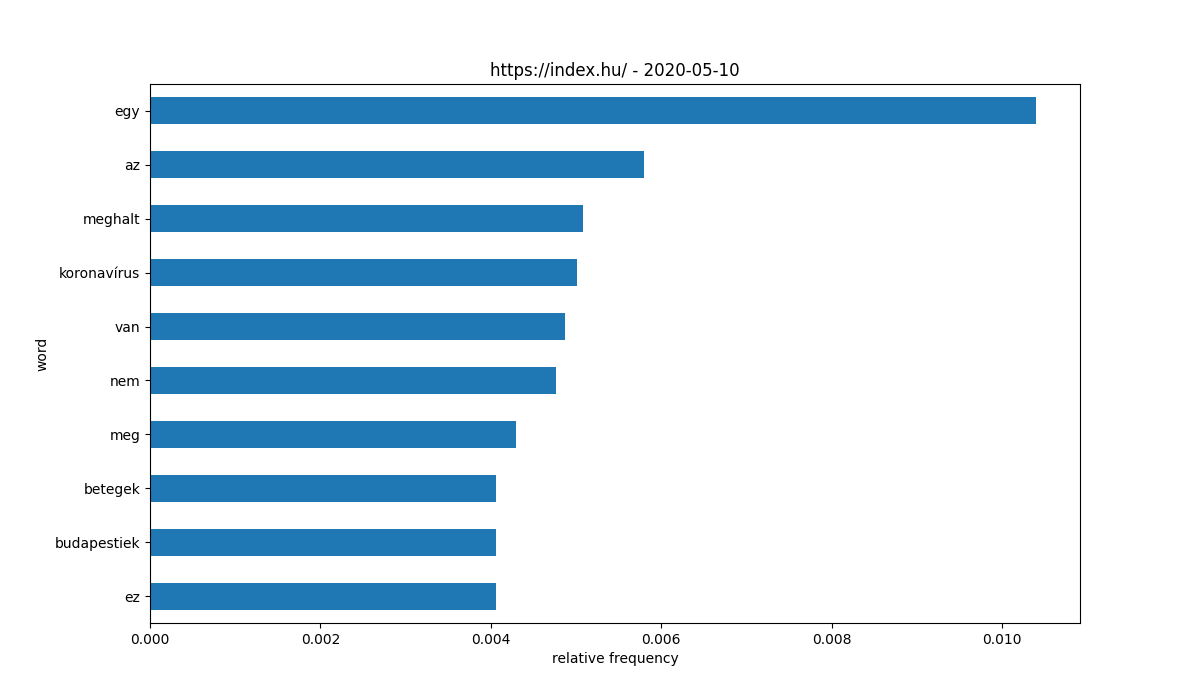 https://index.hu/ - 2020-05-10
egy
az
meghalt
koronavírus
van
nem
meg
betegek
budapestiek
ez
word
0.000 0.002 0.004 0.006 0.008 0.010
relative frequency